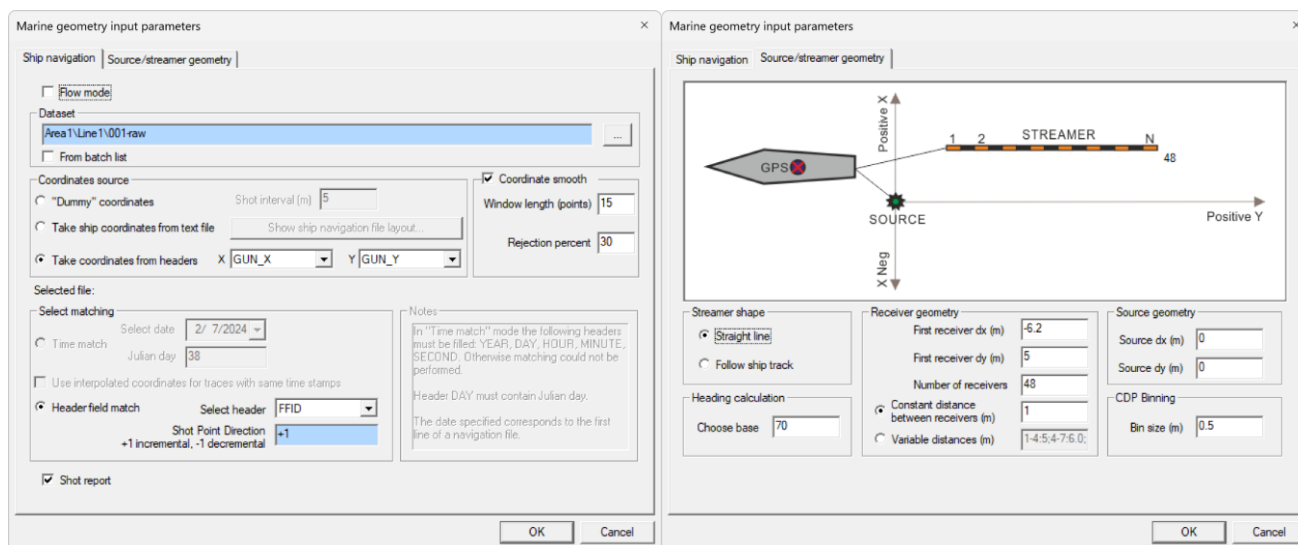 Marine geometry input parameters ×
Ship navigation Source/streamer geometry
Flow mode
Dataset
Area1\Line1\001-raw ...
From batch list
Coordinates source
"Dummy" coordinates Shot interval (m) 5
Take ship coordinates from text file Show ship navigation file layout...
Take coordinates from headers X GUN_X Y GUN_Y
Coordinate smooth
Window length (points) 15
Rejection percent 30
Selected file:
Select matching
Time match Select date 2/ 7/2024
Julian day 38
Use interpolated coordinates for traces with same time stamps
Header field match Select header FFID
Shot Point Direction
+1 incremental, -1 decremental +1
Notes
In "Time match" mode the following headers
must be filled: YEAR, DAY, HOUR, MINUTE,
SECOND. Otherwise matching could not be
performed.
Header DAY must contain Julian day.
The date specified corresponds to the first
line of a navigation file.
Shot report
OK Cancel
Marine geometry input parameters ×
Ship navigation Source/streamer geometry
Positive X
1 2 STREAMER N
48
GPS
SOURCE
Positive Y
X Neg
Streamer shape
Straight line
Follow ship track
Heading calculation
Choose base 70
Receiver geometry
First receiver dx (m) -6.2
First receiver dy (m) 5
Number of receivers 48
Constant distance
between receivers (m) 1
Variable distances (m) 1-4:5;4-7:6.0;
Source geometry
Source dx (m) 0
Source dy (m) 0
CDP Binning
Bin size (m) 0.5
OK Cancel